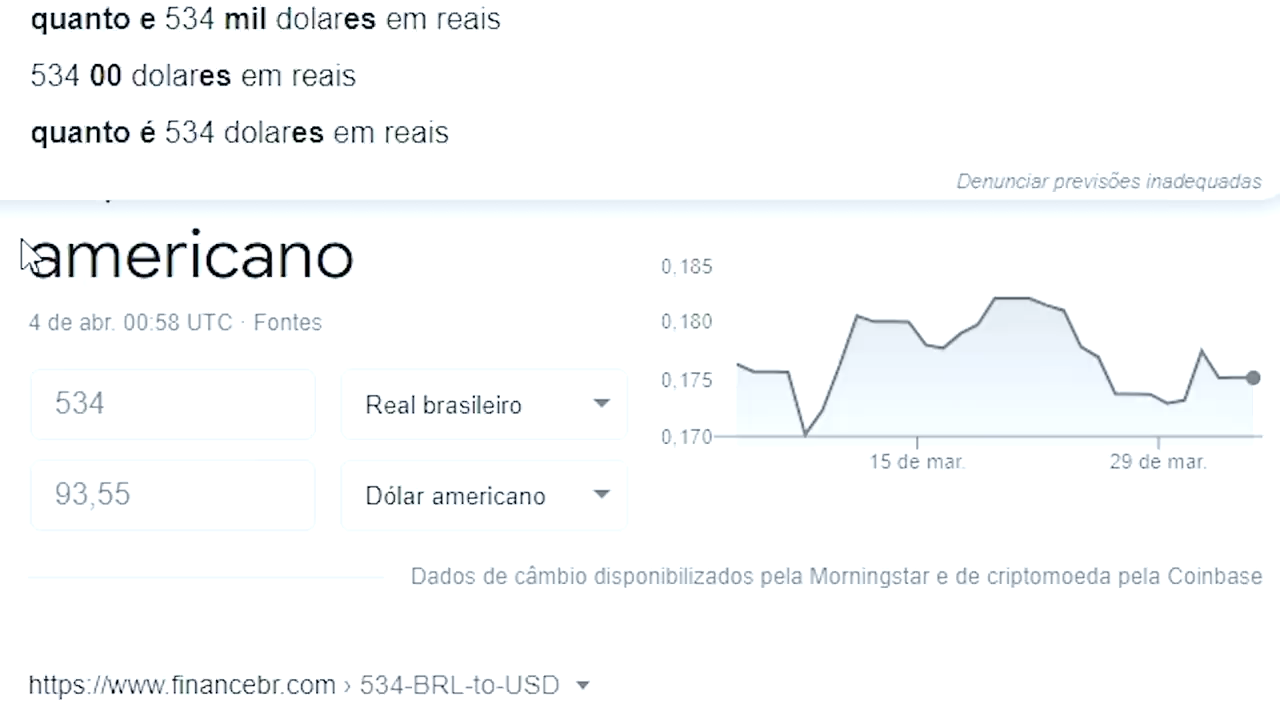 quanto e 534 mil dolares em reais
534 00 dolares em reais
quanto é 534 dolares em reais
Denunciar previsões inadequadas
americano
4 de abr. 00:58 UTC · Fontes
534
Real brasileiro
93,55
Dólar americano
0,185
0,180
0,175
0,170
15 de mar.
29 de mar.
Dados de câmbio disponibilizados pela Morningstar e de criptomoeda pela Coinbase
https://www.financebr.com › 534-BRL-to-USD